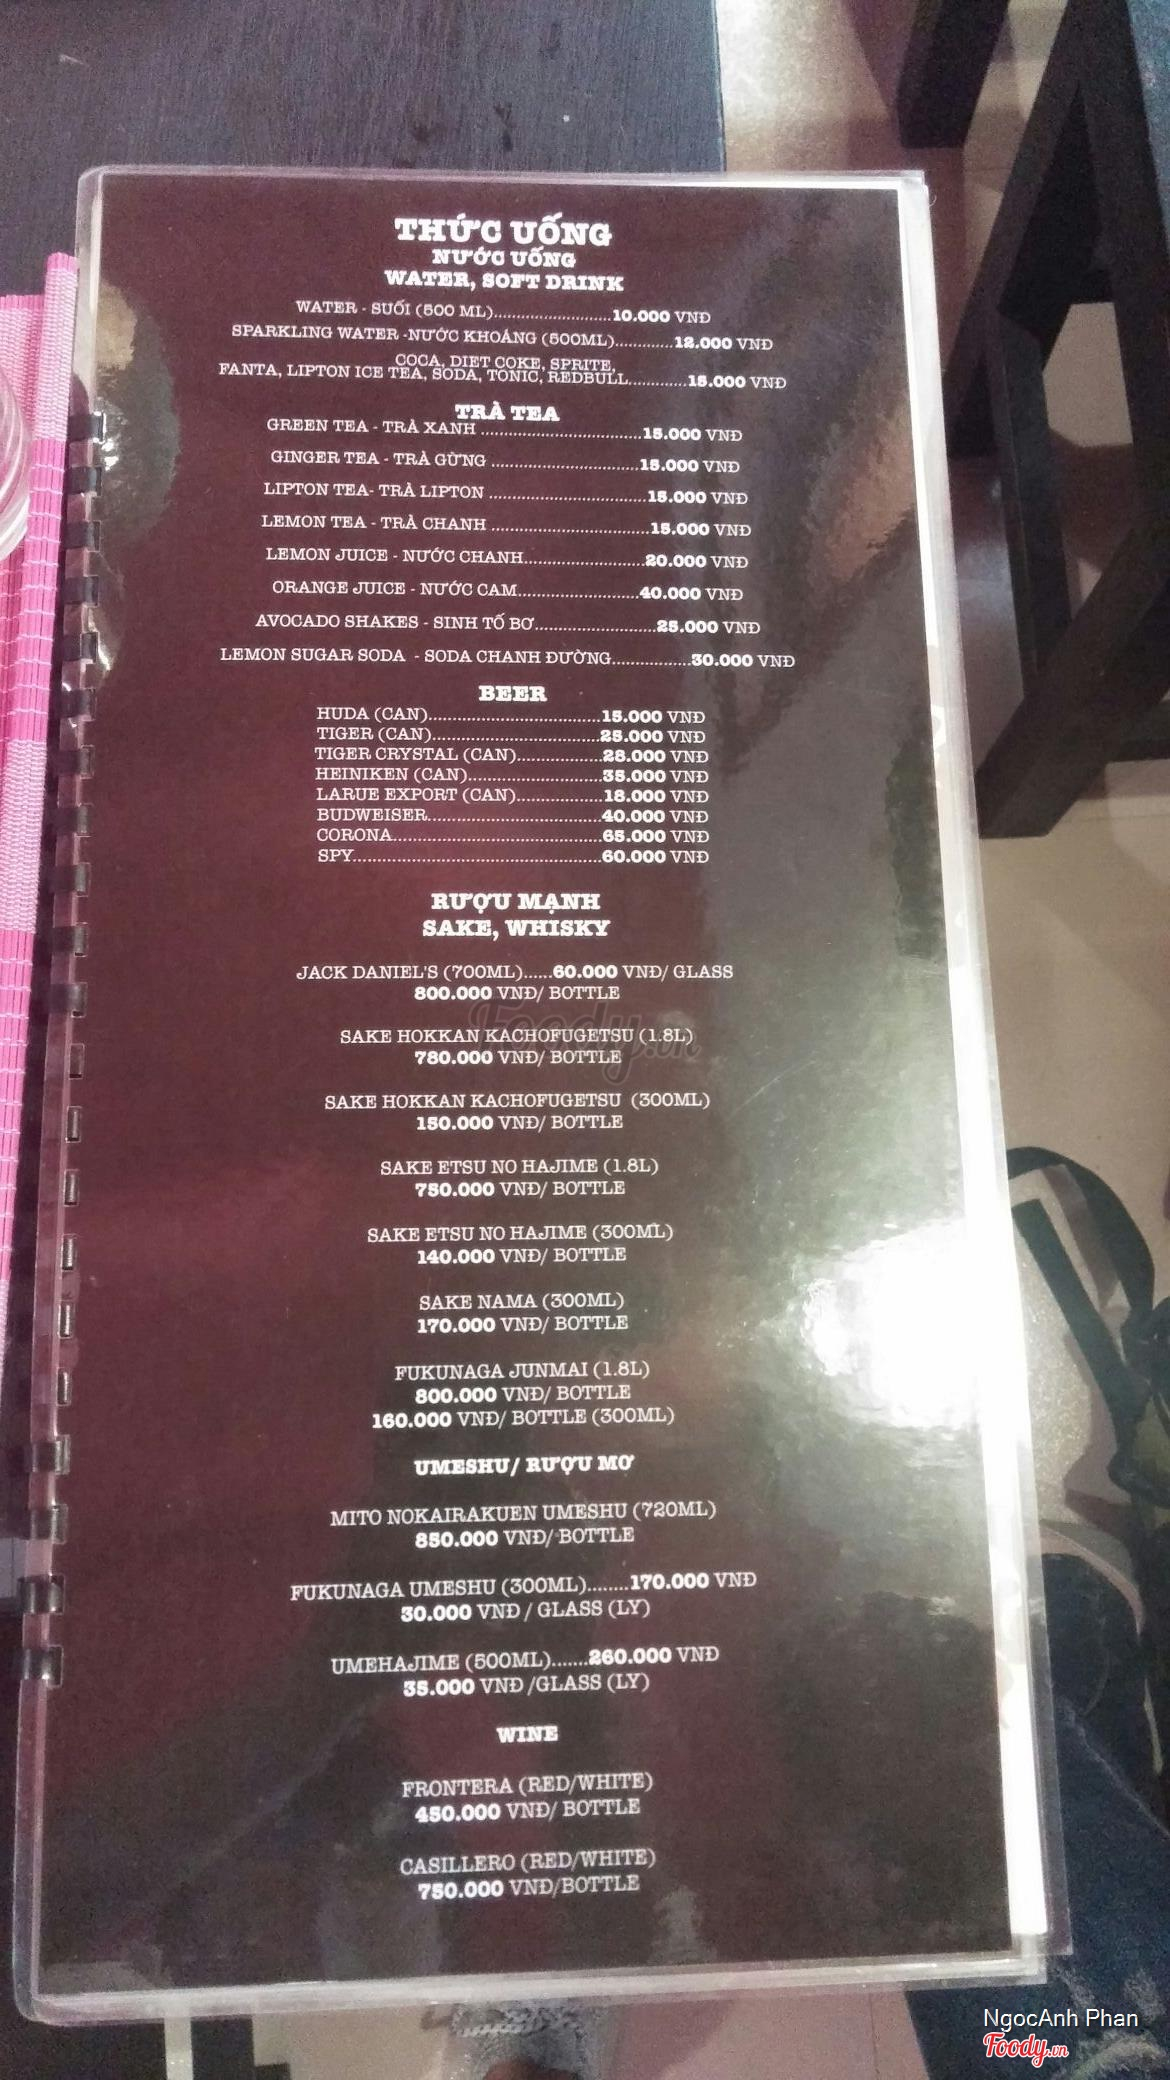 THỨC UỐNG
NƯỚC UỐNG
WATER, SOFT DRINK
WATER - SUỐI (500 ML)..........................10.000 VNĐ
SPARKLING WATER -NƯỚC KHOÁNG (500ML).............12.000 VNĐ
COCA, DIET COKE, SPRITE,
FANTA, LIPTON ICE TEA, SODA, TONIC, REDBULL.............15.000 VNĐ
TRÀ TEA
GREEN TEA - TRÀ XANH ....................................15.000 VNĐ
GINGER TEA - TRÀ GỪNG .................................15.000 VNĐ
LIPTON TEA- TRÀ LIPTON ...................................15.000 VNĐ
LEMON TEA - TRÀ CHANH ...................................15.000 VNĐ
LEMON JUICE - NƯỚC CHANH...........................20.000 VNĐ
ORANGE JUICE - NƯỚC CAM...........................40.000 VNĐ
AVOCADO SHAKES - SINH TỐ BƠ...........................25.000 VNĐ
LEMON SUGAR SODA - SODA CHANH ĐƯỜNG.................30.000 VNĐ
BEER
HUDA (CAN).....................................15.000 VNĐ
TIGER (CAN)....................................25.000 VNĐ
TIGER CRYSTAL (CAN)..................28.000 VNĐ
HEINIKEN (CAN)............................35.000 VNĐ
LARUE EXPORT (CAN)..................18.000 VNĐ
BUDWEISER.....................................40.000 VNĐ
CORONA............................................65.000 VNĐ
SPY....................................................60.000 VNĐ
RƯỢU MẠNH
SAKE, WHISKY
JACK DANIEL'S (700ML)......60.000 VNĐ/ GLASS
800.000 VNĐ/ BOTTLE
SAKE HOKKAN KACHOFUGETSU (1.8L)
780.000 VNĐ/ BOTTLE
SAKE HOKKAN KACHOFUGETSU (300ML)
150.000 VNĐ/ BOTTLE
SAKE ETSU NO HAJIME (1.8L)
750.000 VNĐ/ BOTTLE
SAKE ETSU NO HAJIME (300ML)
140.000 VNĐ/ BOTTLE
SAKE NAMA (300ML)
170.000 VNĐ/ BOTTLE
FUKUNAGA JUNMAI (1.8L)
800.000 VNĐ/ BOTTLE
160.000 VNĐ/ BOTTLE (300ML)
UMESHU/ RƯỢU MƠ
MITO NOKAIRAKUEN UMESHU (720ML)
850.000 VNĐ/ BOTTLE
FUKUNAGA UMESHU (300ML)........170.000 VNĐ
30.000 VNĐ / GLASS (LY)
UMEHAJIME (500ML).......260.000 VNĐ
35.000 VNĐ /GLASS (LY)
WINE
FRONTERA (RED/WHITE)
450.000 VNĐ/ BOTTLE
CASILLERO (RED/WHITE)
750.000 VNĐ/BOTTLE
Foody.vn
NgocAnh Phan
Foody.vn